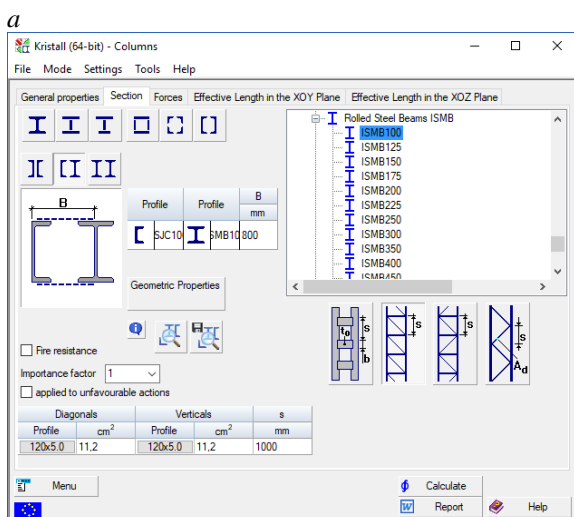 a
Kristall (64-bit) - Columns
File Mode Settings Tools Help
General properties Section Forces Effective Length in the XOY Plane Effective Length in the XOZ Plane
Rolled Steel Beams ISMB
ISMB100
ISMB125
ISMB150
ISMB175
ISMB200
ISMB225
ISMB250
ISMB300
ISMB350
ISMB400
ISMB450
B
Profile Profile B
mm
SJC10 SMB10 800
Geometric Properties
Fire resistance
Importance factor 1
applied to unfavourable actions
to s b
s
s
s Ad
Diagonals Verticals s
Profile cm² Profile cm² mm
120x5.0 11,2 120x5.0 11,2 1000
Menu Calculate
Report Help